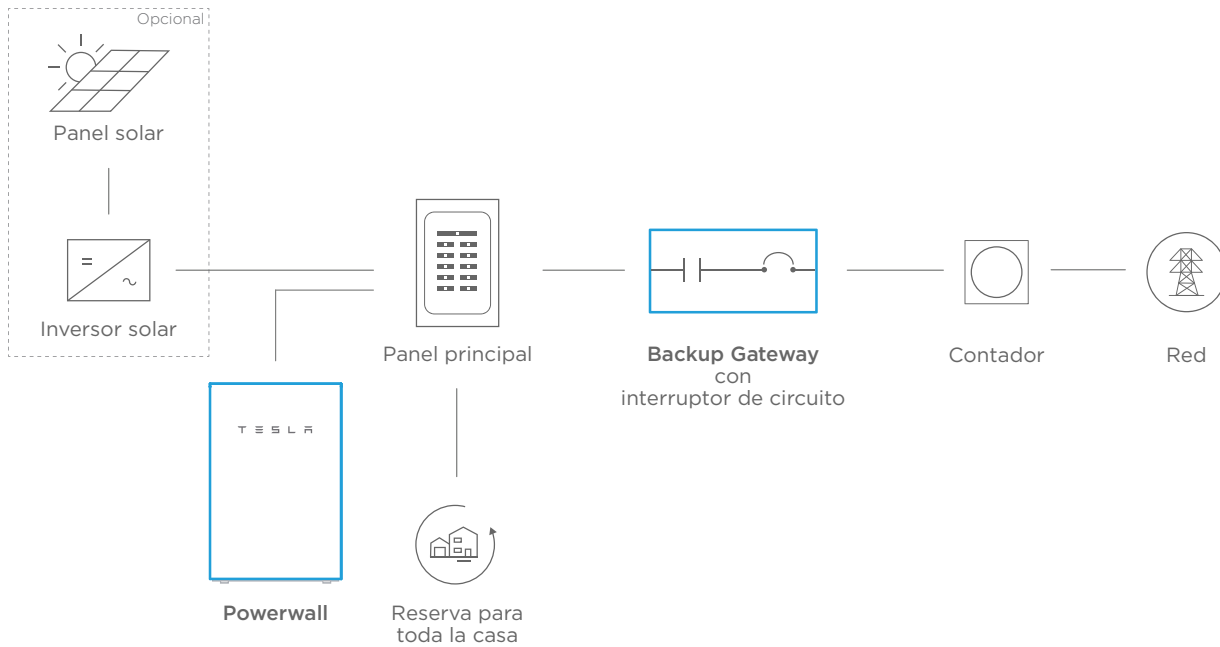 Opcional
Panel solar
Inversor solar
Panel principal
Backup Gateway
con
interruptor de circuito
Contador
Red
TESLA
Powerwall
Reserva para
toda la casa